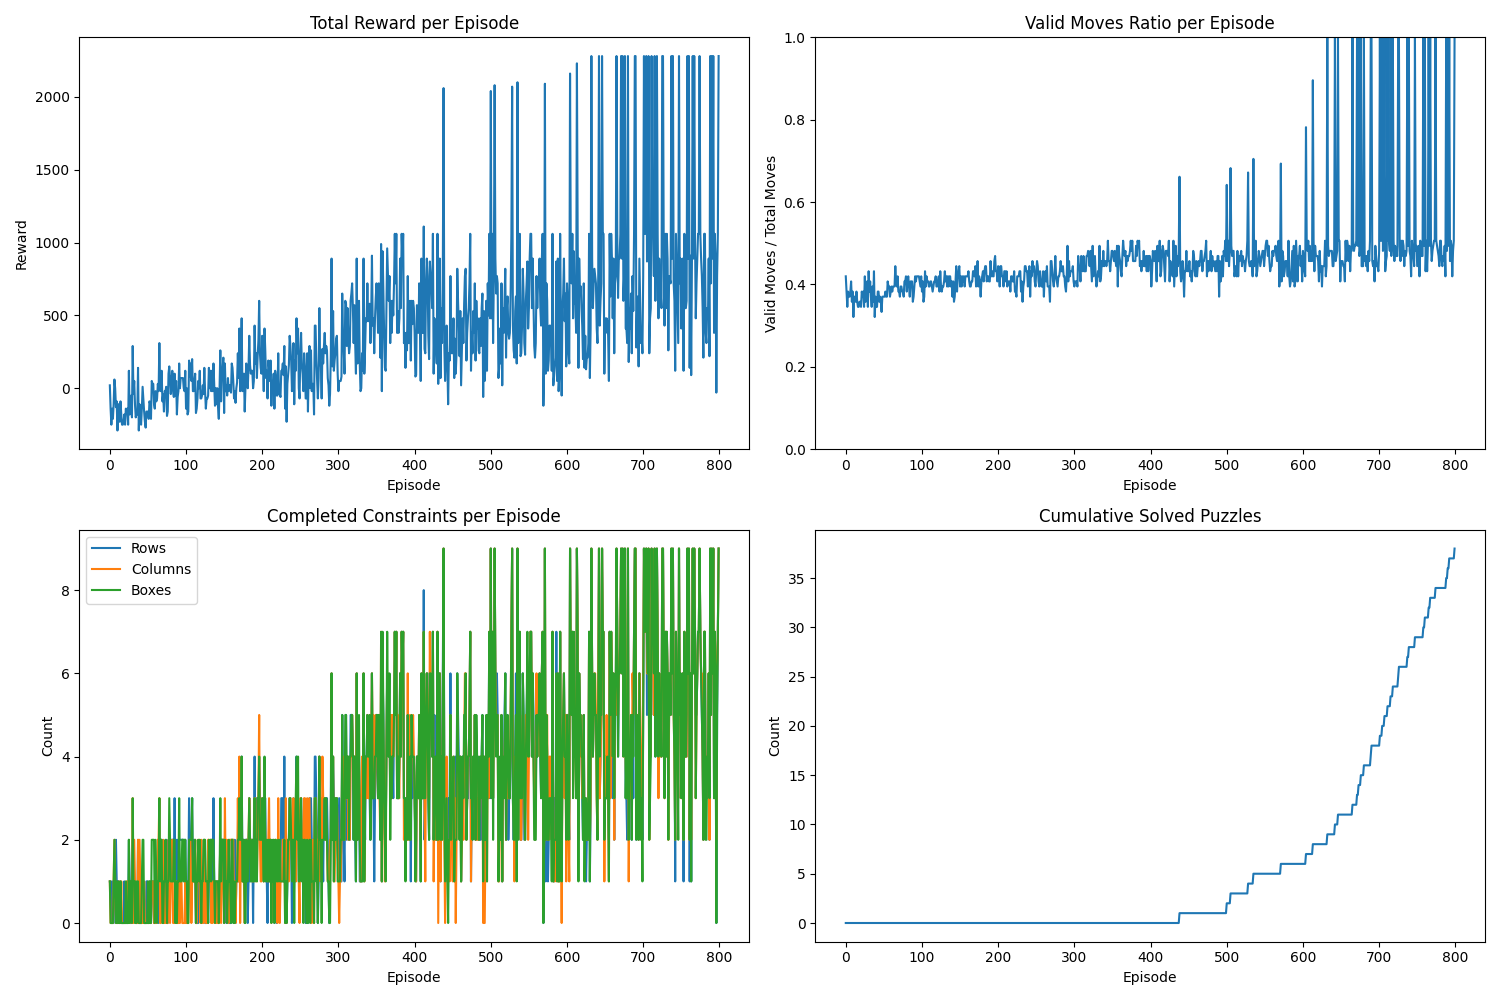 Total Reward per Episode
Reward
2000
1500
1000
500
0
0 100 200 300 400 500 600 700 800
Episode
Valid Moves Ratio per Episode
Valid Moves / Total Moves
1.0
0.8
0.6
0.4
0.2
0.0
0 100 200 300 400 500 600 700 800
Episode
Completed Constraints per Episode
Rows
Columns
Boxes
Count
8
6
4
2
0
0 100 200 300 400 500 600 700 800
Episode
Cumulative Solved Puzzles
Count
35
30
25
20
15
10
5
0
0 100 200 300 400 500 600 700 800
Episode